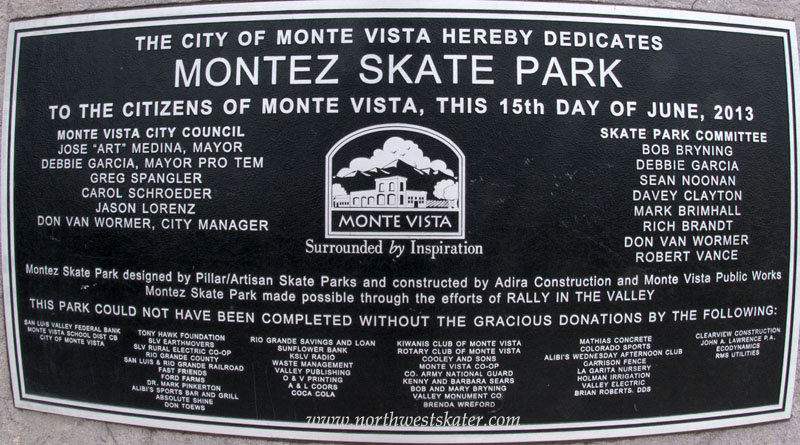 THE CITY OF MONTE VISTA HEREBY DEDICATES
MONTEZ SKATE PARK
TO THE CITIZENS OF MONTE VISTA, THIS 15th DAY OF JUNE, 2013
MONTE VISTA CITY COUNCIL
JOSE "ART" MEDINA, MAYOR
DEBBIE GARCIA, MAYOR PRO TEM
GREG SPANGLER
CAROL SCHROEDER
JASON LORENZ
DON VAN WORMER, CITY MANAGER
MONTE VISTA
Surrounded by Inspiration
SKATE PARK COMMITTEE
BOB BRYNING
DEBBIE GARCIA
SEAN NOONAN
DAVEY CLAYTON
MARK BRIMHALL
RICH BRANDT
DON VAN WORMER
ROBERT VANCE
Montez Skate Park designed by Pillar/Artisan Skate Parks and constructed by Adira Construction and Monte Vista Public Works
Montez Skate Park made possible through the efforts of RALLY IN THE VALLEY
THIS PARK COULD NOT HAVE BEEN COMPLETED WITHOUT THE GRACIOUS DONATIONS BY THE FOLLOWING:
SAN LUIS VALLEY FEDERAL BANK
MONTE VISTA SCHOOL DIST C8
CITY OF MONTE VISTA
TONY HAWK FOUNDATION
SLV EARTHMOVERS
SLV RURAL ELECTRIC CO-OP
RIO GRANDE COUNTY
SAN LUIS & RIO GRANDE RAILROAD
FAST FRIENDS
FORD FARMS
DR. MARK PINKERTON
ALIBI'S SPORTS BAR AND GRILL
ABSOLUTE SHINE
DON TOEWS
RIO GRANDE SAVINGS AND LOAN
SUNFLOWER BANK
KSLV RADIO
WASTE MANAGEMENT
VALLEY PUBLISHING
O & V PRINTING
A & L COORS
COCA COLA
KIWANIS CLUB OF MONTE VISTA
ROTARY CLUB OF MONTE VISTA
COOLEY AND SONS
MONTE VISTA CO-OP
CO. ARMY NATIONAL GUARD
KENNY AND BARBARA SEARS
BOB AND MARY BRYNING
VALLEY MONUMENT CO
BRENDA WREFORD
MATHIAS CONCRETE
COLORADO SPORTS
ALIBI'S WEDNESDAY AFTERNOON CLUB
GARRISON FENCE
LA GARITA NURSERY
HOLMAN IRRIGATION
VALLEY ELECTRIC
BRIAN ROBERTS. DDS
CLEARVIEW CONSTRUCTION
JOHN A. LAWRENCE P.A.
ECODYNAMICS
RMS UTILITIES
www.northwestskater.com